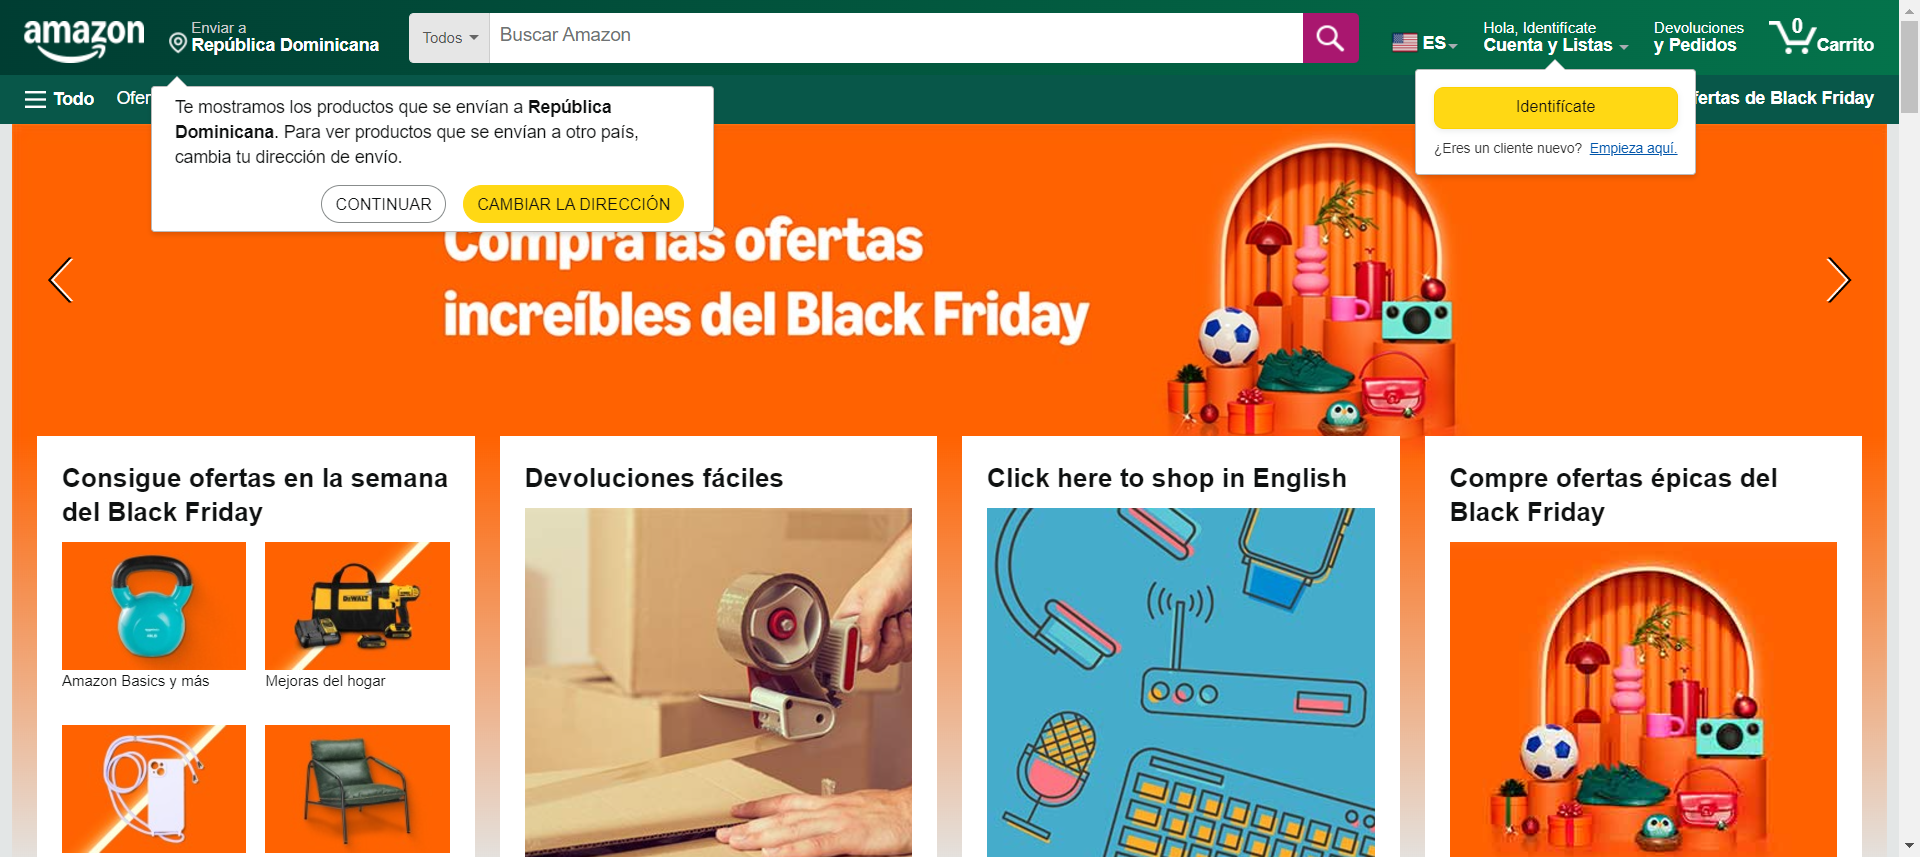 amazon
Enviar a
República Dominicana
Todos
Buscar Amazon
ES
Hola, Identifícate
Cuenta y Listas
Devoluciones
y Pedidos
0
Carrito
Todo
Ofer
fertas de Black Friday
Te mostramos los productos que se envían a República
Dominicana. Para ver productos que se envían a otro país,
cambia tu dirección de envío.
CONTINUAR
CAMBIAR LA DIRECCIÓN
Identifícate
¿Eres un cliente nuevo? Empieza aquí.
Compra las ofertas
increíbles del Black Friday
Consigue ofertas en la semana
del Black Friday
DEWALT
Amazon Basics y más
Mejoras del hogar
Devoluciones fáciles
Click here to shop in English
Compre ofertas épicas del
Black Friday